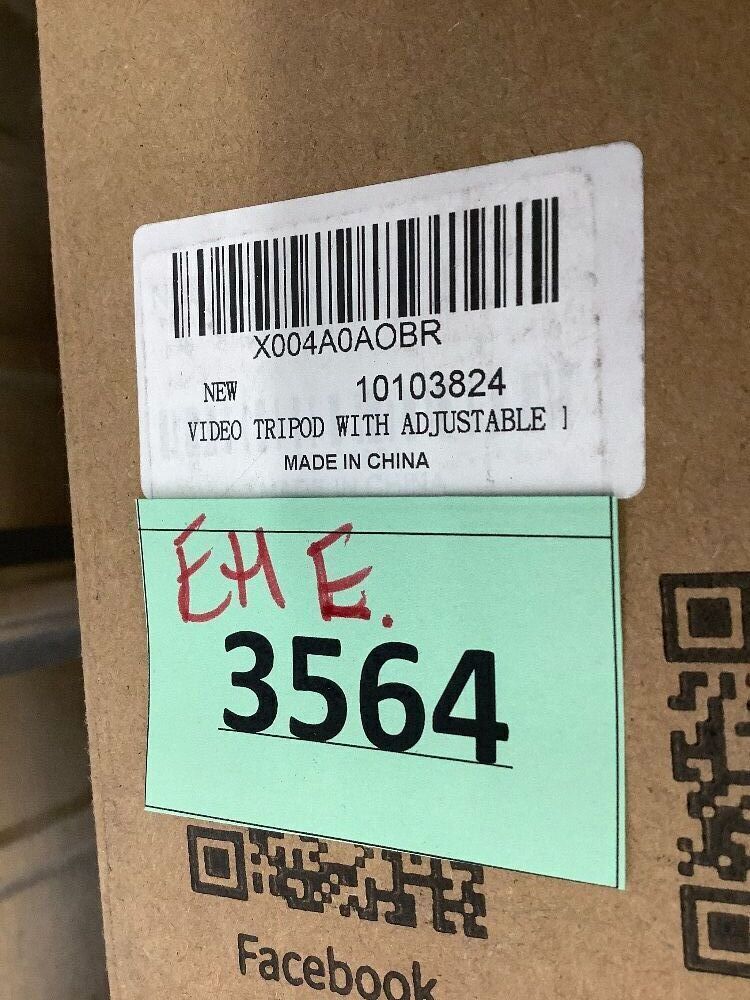 X004A0AOBR
NEW 10103824
VIDEO TRIPOD WITH ADJUSTABLE
MADE IN CHINA
EH E.
3564
Facebook